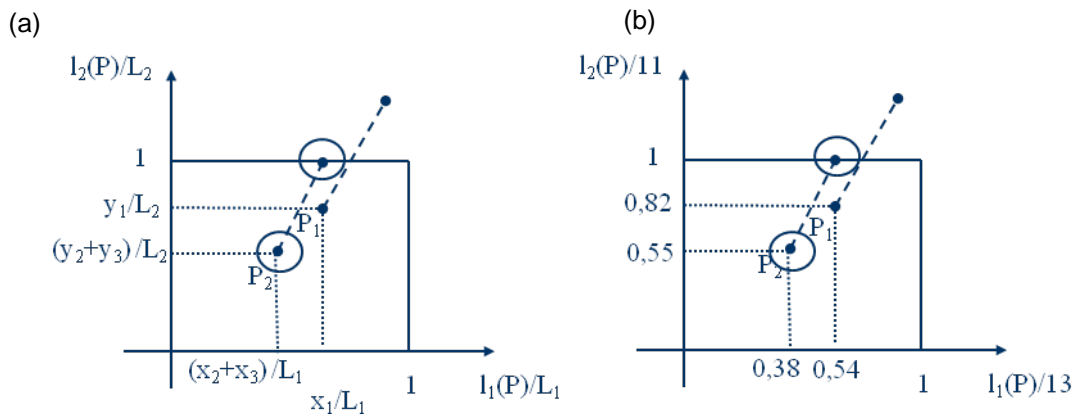 (a)
l₂(P)/L₂
1
y₁/L₂
P₁
(y₂+y₃)/L₂
P₂
(x₂+x₃)/L₁
1
l₁(P)/L₁
x₁/L₁
(b)
l₂(P)/11
1
0,82
P₁
0,55
P₂
0,38
0,54
1
l₁(P)/13